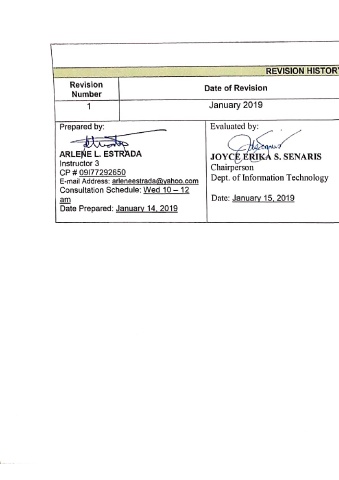 REVISION HISTOR
Revision Number
Date of Revision
1
January 2019
Prepared by:
ARLENE L. ESTRADA
Instructor 3
CP # 09177292650
E-mail Address: arleneestrada@yahoo.com
Consultation Schedule: Wed 10 – 12
am
Date Prepared: January 14, 2019
Evaluated by:
JOYCE ERIKA S. SENARIS
Chairperson
Dept. of Information Technology
Date: January 15, 2019